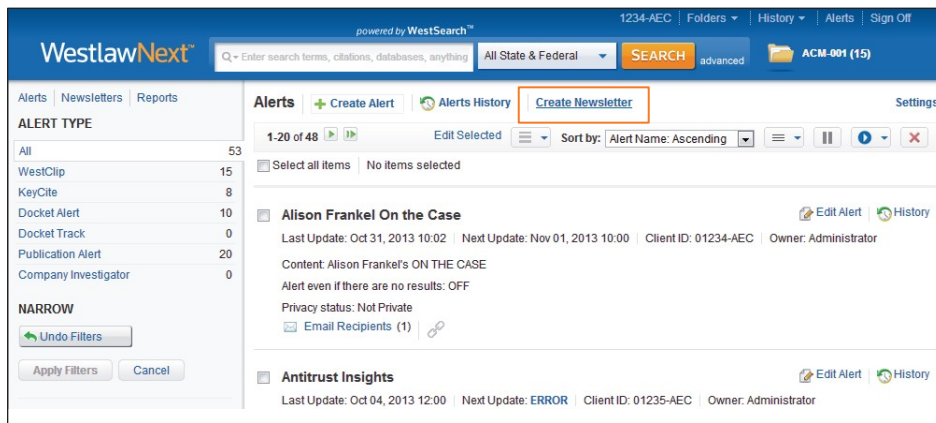 1234-AEC Folders History Alerts Sign Off
powered by WestSearch™
WestlawNext™
Enter search terms, citations, databases, anything All State & Federal SEARCH advanced ACM-001 (15)
Alerts Newsletters Reports
ALERT TYPE
All 53
WestClip 15
KeyCite 8
Docket Alert 10
Docket Track 0
Publication Alert 20
Company Investigator 0
NARROW
Undo Filters
Apply Filters Cancel
Alerts Create Alert Alerts History Create Newsletter Settings
1-20 of 48 Edit Selected Sort by: Alert Name: Ascending
Select all items No items selected
Alison Frankel On the Case Edit Alert History
Last Update: Oct 31, 2013 10:02 Next Update: Nov 01, 2013 10:00 Client ID: 01234-AEC Owner: Administrator
Content: Alison Frankel's ON THE CASE
Alert even if there are no results: OFF
Privacy status: Not Private
Email Recipients (1)
Antitrust Insights Edit Alert History
Last Update: Oct 04, 2013 12:00 Next Update: ERROR Client ID: 01235-AEC Owner: Administrator